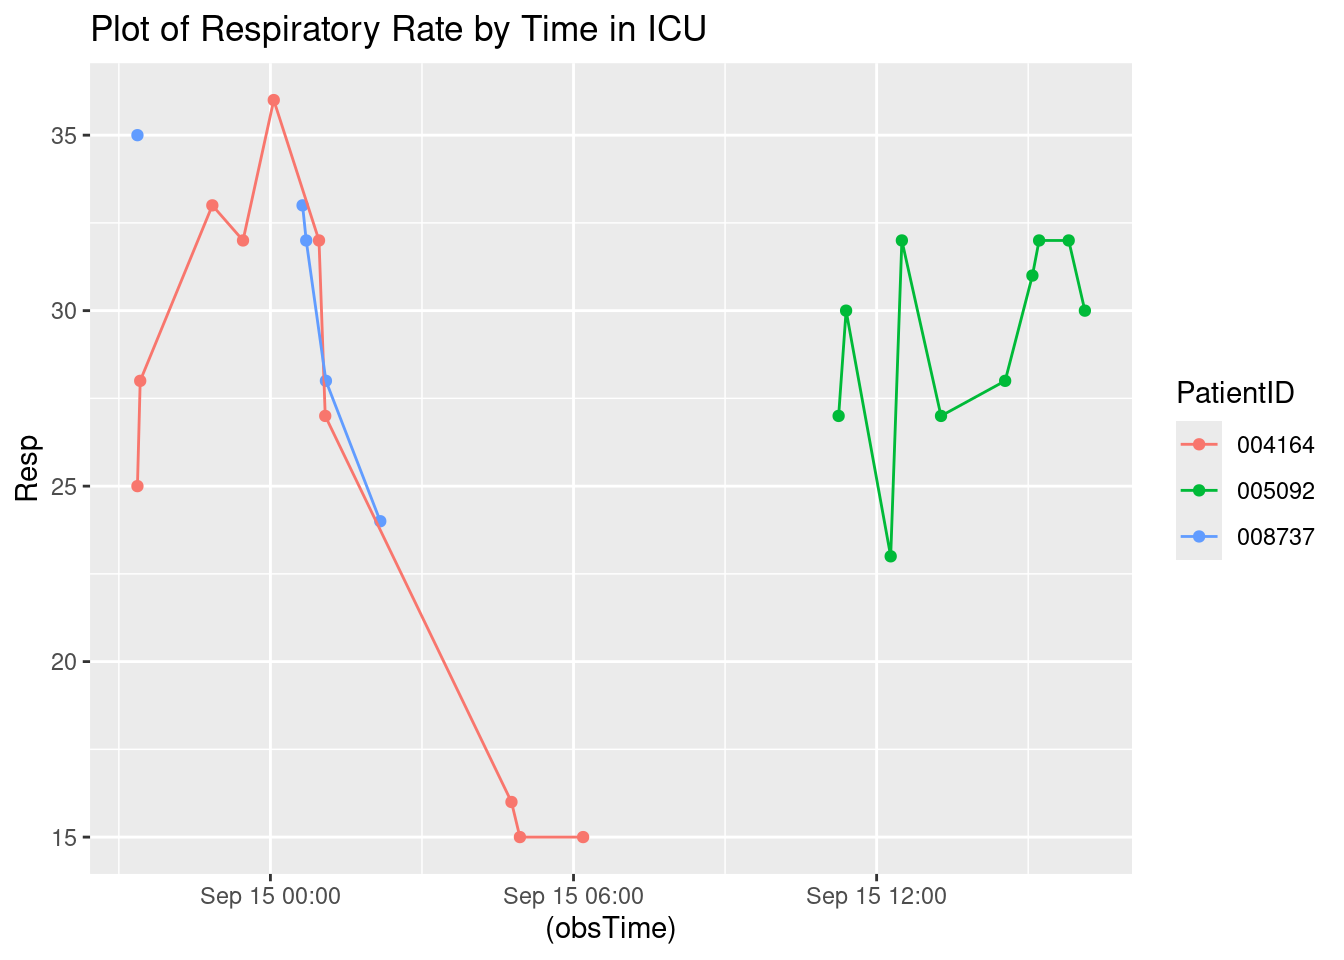 Plot of Respiratory Rate by Time in ICU
35
30
25
20
15
Resp
Sep 15 00:00
Sep 15 06:00
Sep 15 12:00
(obsTime)
PatientID
004164
005092
008737